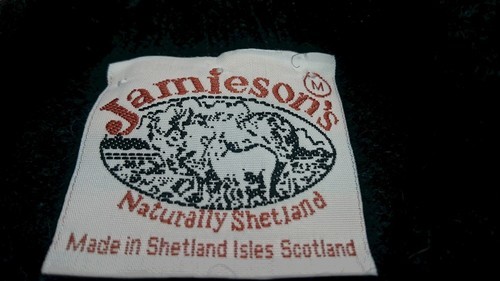 Jamieson's
M
Naturally Shetland
Made in Shetland Isles Scotland